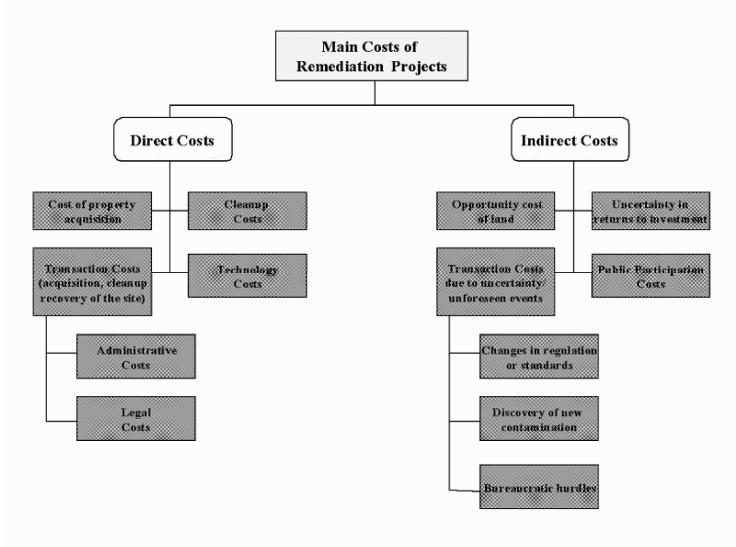 Main Costs of
Remediation Projects
Direct Costs
Indirect Costs
Cost of property
acquisition
Cleanup
Costs
Opportunity cost
of land
Uncertainty in
returns to investment
Transaction Costs
(acquisition, cleanup
recovery of the site)
Technology
Costs
Transaction Costs
due to uncertainty/
unforeseen events
Public Participation
Costs
Administrative
Costs
Changes in regulation
or standards
Legal
Costs
Discovery of new
contamination
Bureaucratic hurdles